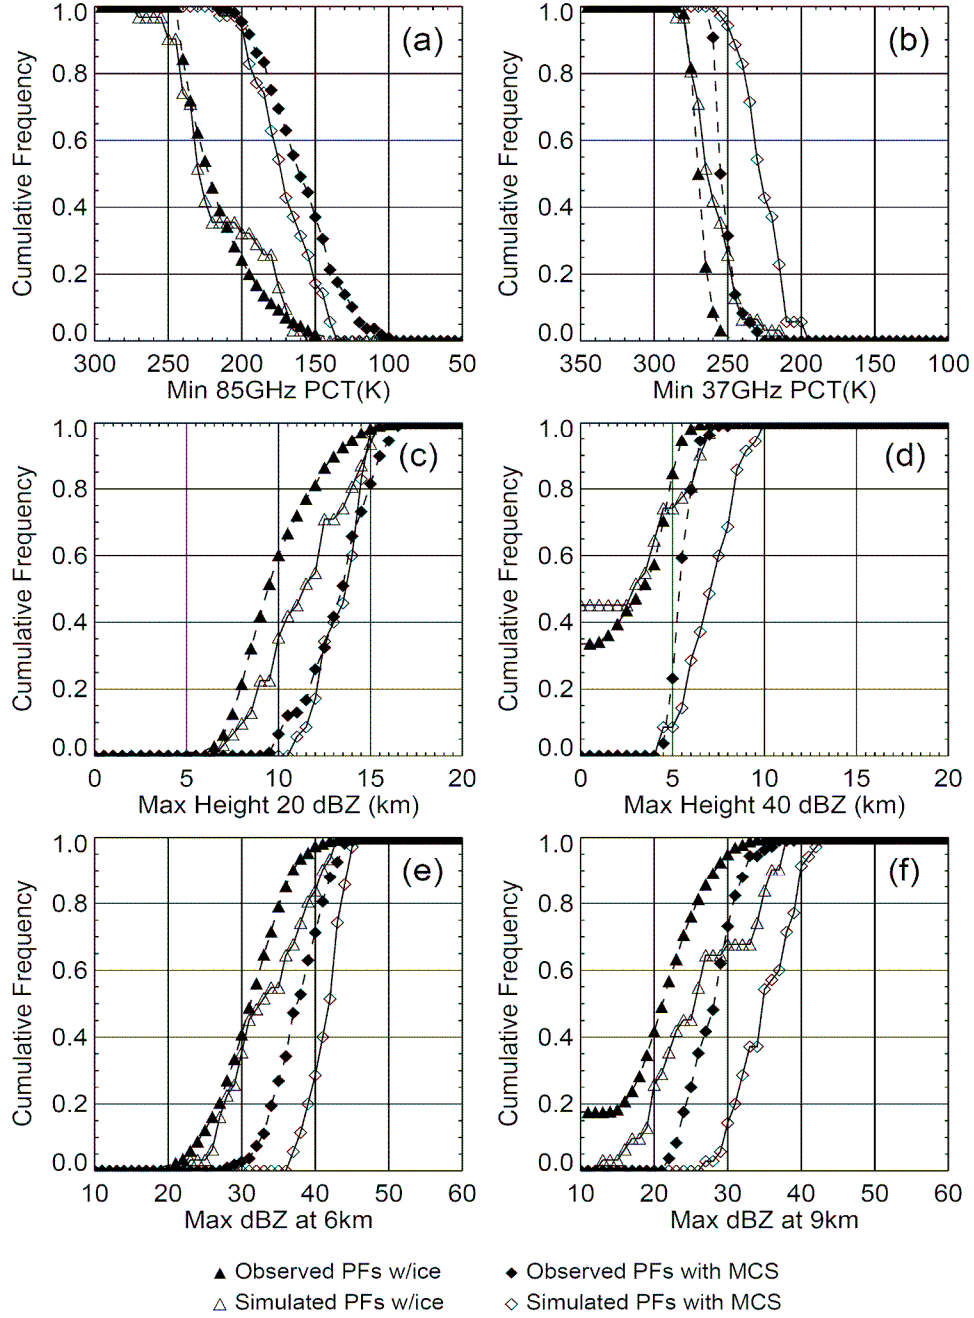 (a)
1.0
0.8
0.6
0.4
0.2
0.0
Cumulative Frequency
300 250 200 150 100 50
Min 85GHz PCT(K)
(b)
1.0
0.8
0.6
0.4
0.2
0.0
Cumulative Frequency
350 300 250 200 150 100
Min 37GHz PCT(K)
(c)
1.0
0.8
0.6
0.4
0.2
0.0
Cumulative Frequency
0 5 10 15 20
Max Height 20 dBZ (km)
(d)
1.0
0.8
0.6
0.4
0.2
0.0
Cumulative Frequency
0 5 10 15 20
Max Height 40 dBZ (km)
(e)
1.0
0.8
0.6
0.4
0.2
0.0
Cumulative Frequency
10 20 30 40 50 60
Max dBZ at 6km
(f)
1.0
0.8
0.6
0.4
0.2
0.0
Cumulative Frequency
10 20 30 40 50 60
Max dBZ at 9km
Observed PFs w/ice
Observed PFs with MCS
Simulated PFs w/ice
Simulated PFs with MCS